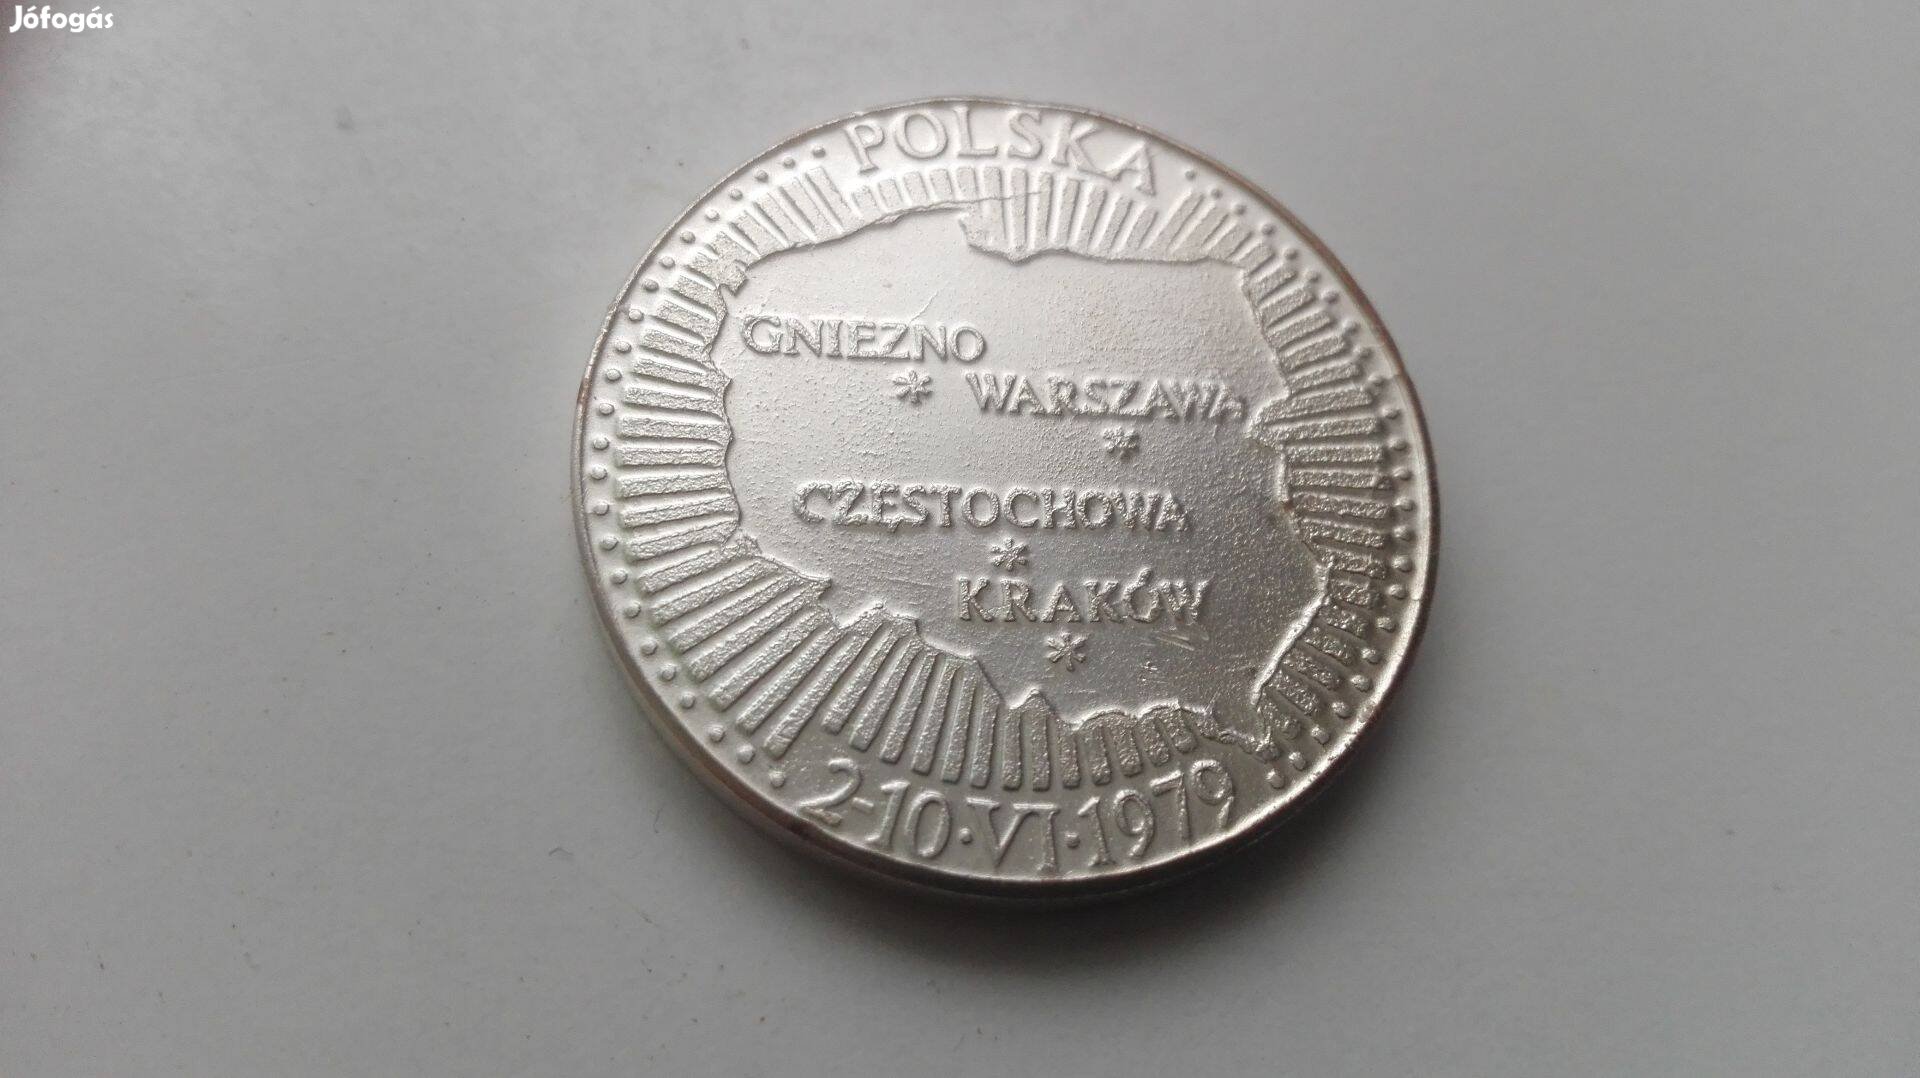 Jófogás
POLSKA
GNIEZNO
* WARSZAWA
*
CZĘSTOCHOWA
*
KRAKÓW
*
2-10·VI·1979